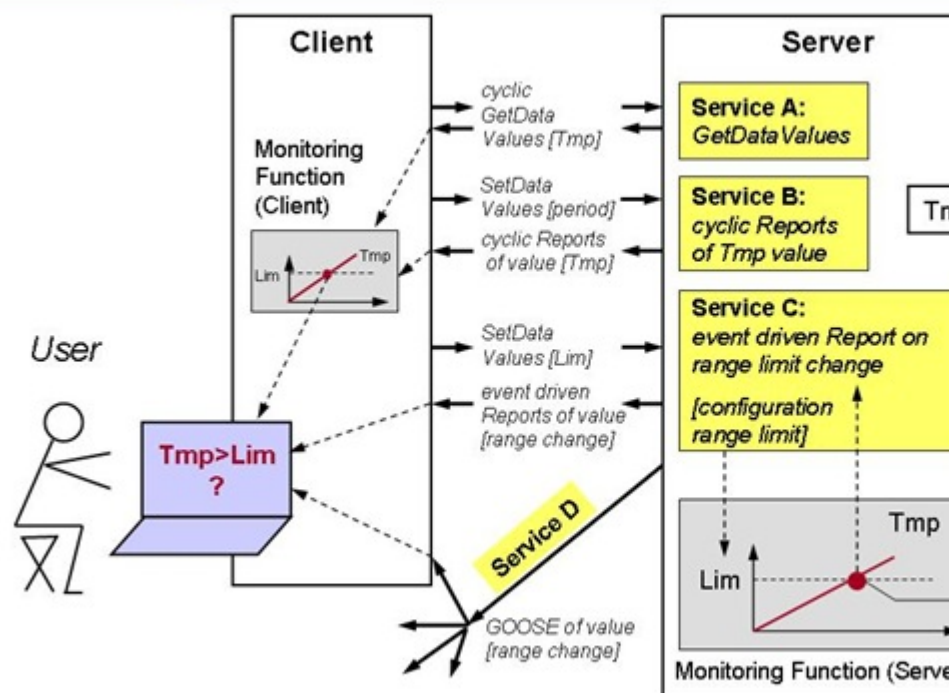 Client
Server
cyclic
GetData
Values [Tmp]
Service A:
GetDataValues
Monitoring
Function
(Client)
SetData
Values [period]
Service B:
cyclic Reports
of Tmp value
cyclic Reports
of value [Tmp]
Tmp
Lim
Service C:
event driven Report on
range limit change
[configuration
range limit]
User
SetData
Values [Lim]
event driven
Reports of value
[range change]
Tmp>Lim
?
Service D
Tmp
Lim
GOOSE of value
[range change]
Monitoring Function